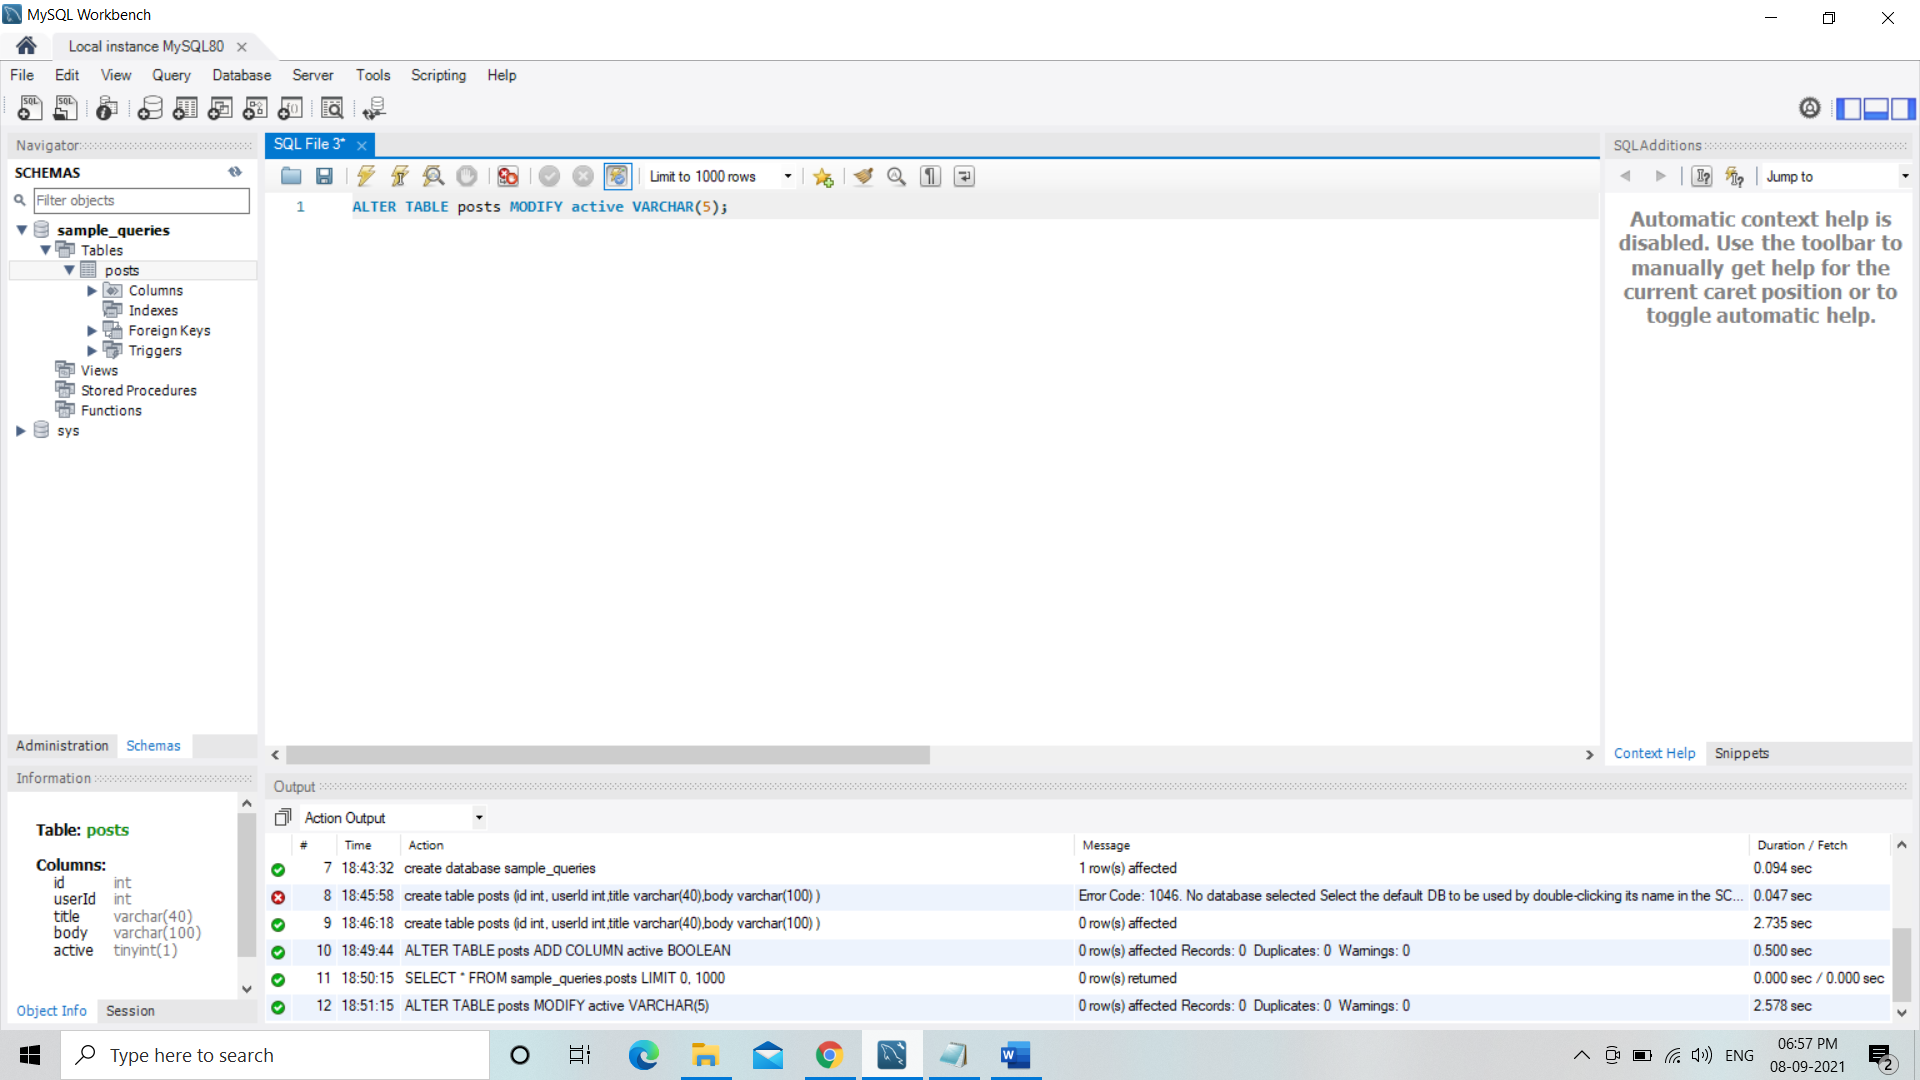 MySQL Workbench
Local instance MySQL80
File Edit View Query Database Server Tools Scripting Help
Navigator
SCHEMAS
Filter objects
sample_queries
Tables
posts
Columns
Indexes
Foreign Keys
Triggers
Views
Stored Procedures
Functions
sys
Administration Schemas
Information
Table: posts
Columns:
id int
userId int
title varchar(40)
body varchar(100)
active tinyint(1)
Object Info Session
SQL File 3*
Limit to 1000 rows
1 ALTER TABLE posts MODIFY active VARCHAR(5);
SQLAdditions
Jump to
Automatic context help is
disabled. Use the toolbar to
manually get help for the
current caret position or to
toggle automatic help.
Context Help Snippets
Output
Action Output
# Time Action Message Duration / Fetch
7 18:43:32 create database sample_queries 1 row(s) affected 0.094 sec
8 18:45:58 create table posts (id int, userId int,title varchar(40),body varchar(100) ) Error Code: 1046. No database selected Select the default DB to be used by double-clicking its name in the SC... 0.047 sec
9 18:46:18 create table posts (id int, userId int,title varchar(40),body varchar(100) ) 0 row(s) affected 2.735 sec
10 18:49:44 ALTER TABLE posts ADD COLUMN active BOOLEAN 0 row(s) affected Records: 0 Duplicates: 0 Warnings: 0 0.500 sec
11 18:50:15 SELECT * FROM sample_queries.posts LIMIT 0, 1000 0 row(s) returned 0.000 sec / 0.000 sec
12 18:51:15 ALTER TABLE posts MODIFY active VARCHAR(5) 0 row(s) affected Records: 0 Duplicates: 0 Warnings: 0 2.578 sec
Type here to search
ENG
06:57 PM
08-09-2021
2